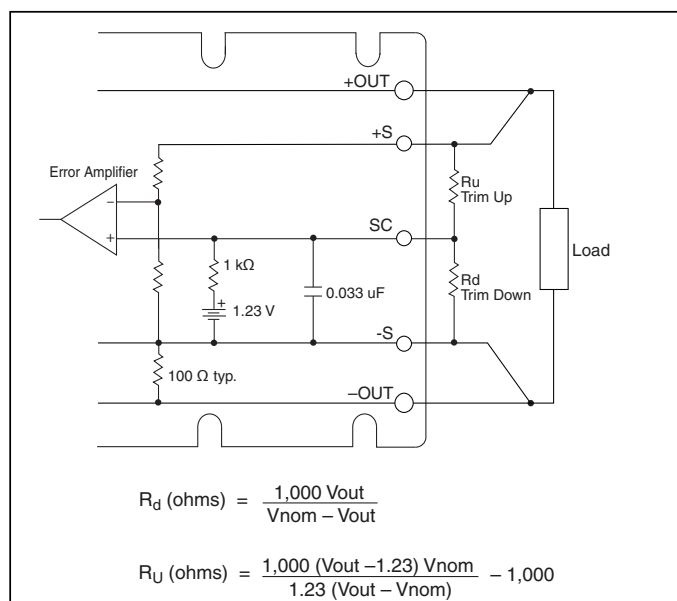 +OUT
+S
Error Amplifier
Ru
Trim Up
−
SC
+
Load
1 kΩ
Rd
Trim Down
0.033 uF
+
1.23 V
-S
100 Ω typ.
–OUT
Rd (ohms) = 1,000 Vout / Vnom – Vout
RU (ohms) = 1,000 (Vout –1.23) Vnom / 1.23 (Vout – Vnom) – 1,000